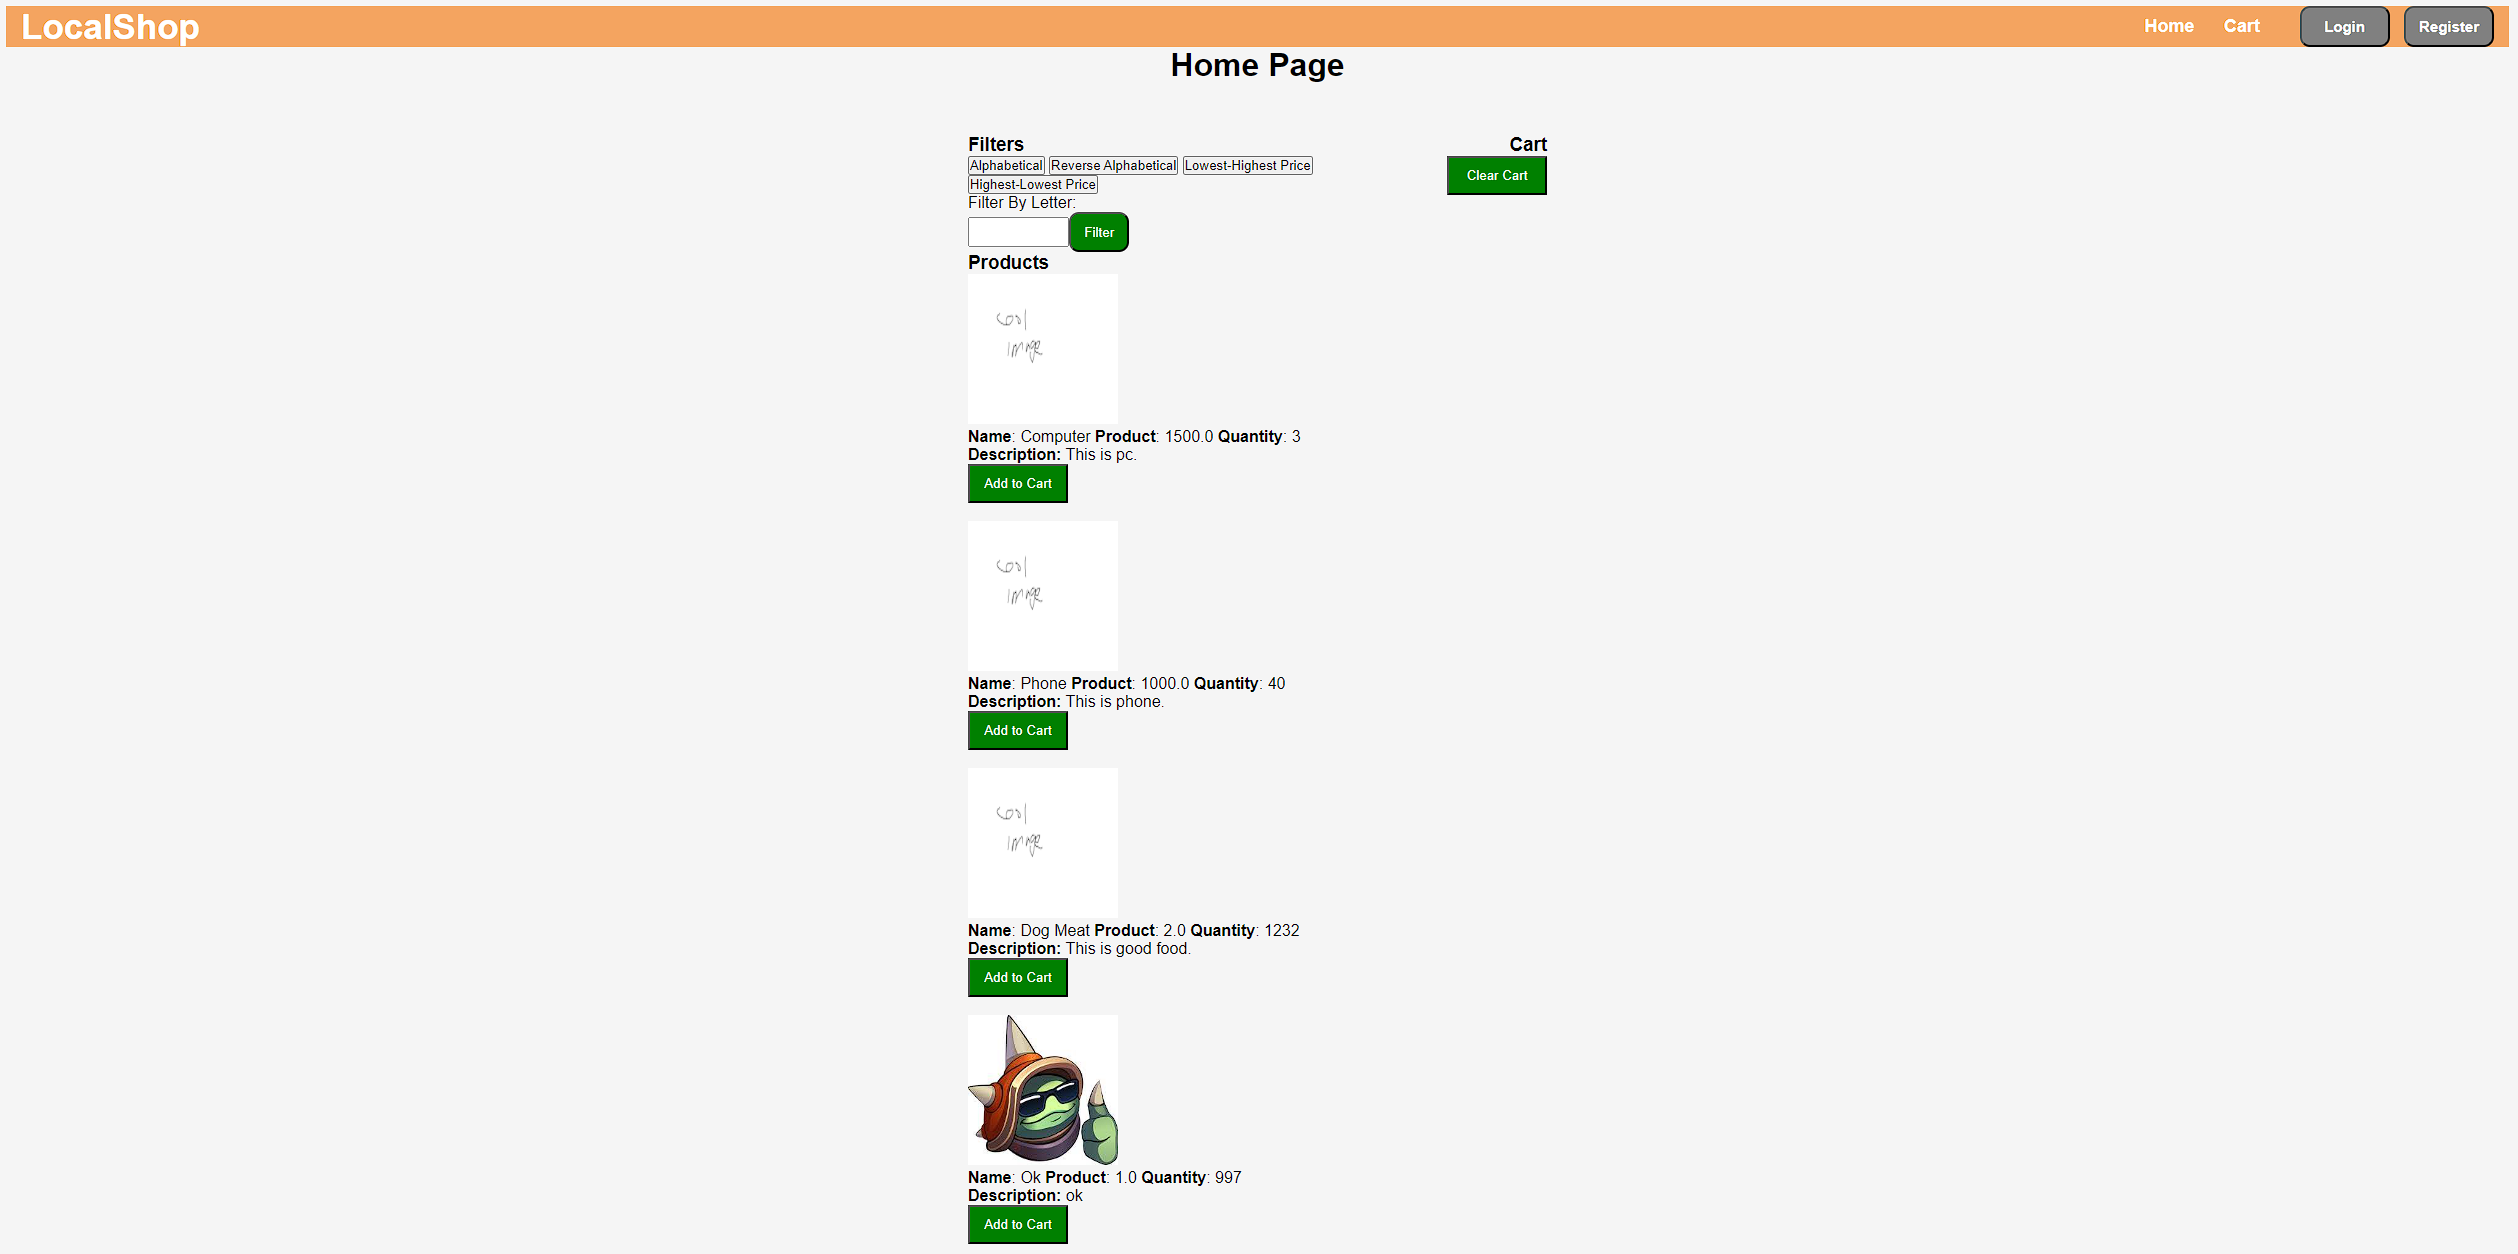 LocalShop Home Cart Login Register
Home Page
Filters
Alphabetical Reverse Alphabetical Lowest-Highest Price
Highest-Lowest Price
Filter By Letter:
Filter
Cart
Clear Cart
Products
cool
image
Name: Computer Product: 1500.0 Quantity: 3
Description: This is pc.
Add to Cart
cool
image
Name: Phone Product: 1000.0 Quantity: 40
Description: This is phone.
Add to Cart
cool
image
Name: Dog Meat Product: 2.0 Quantity: 1232
Description: This is good food.
Add to Cart
Name: Ok Product: 1.0 Quantity: 997
Description: ok
Add to Cart